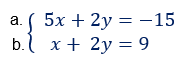 a. { 5x + 2y = −15
b. { x + 2y = 9